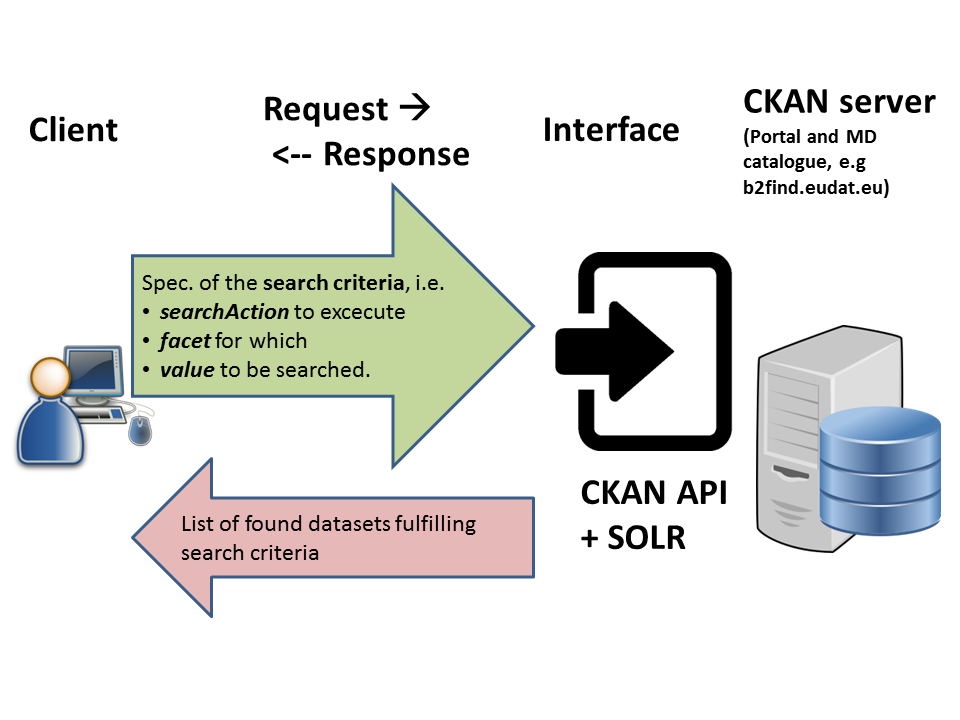 Client
Request →
<-- Response
Interface
CKAN server
(Portal and MD
catalogue, e.g
b2find.eudat.eu)
Spec. of the search criteria, i.e.
• searchAction to excecute
• facet for which
• value to be searched.
List of found datasets fulfilling
search criteria
CKAN API
+ SOLR